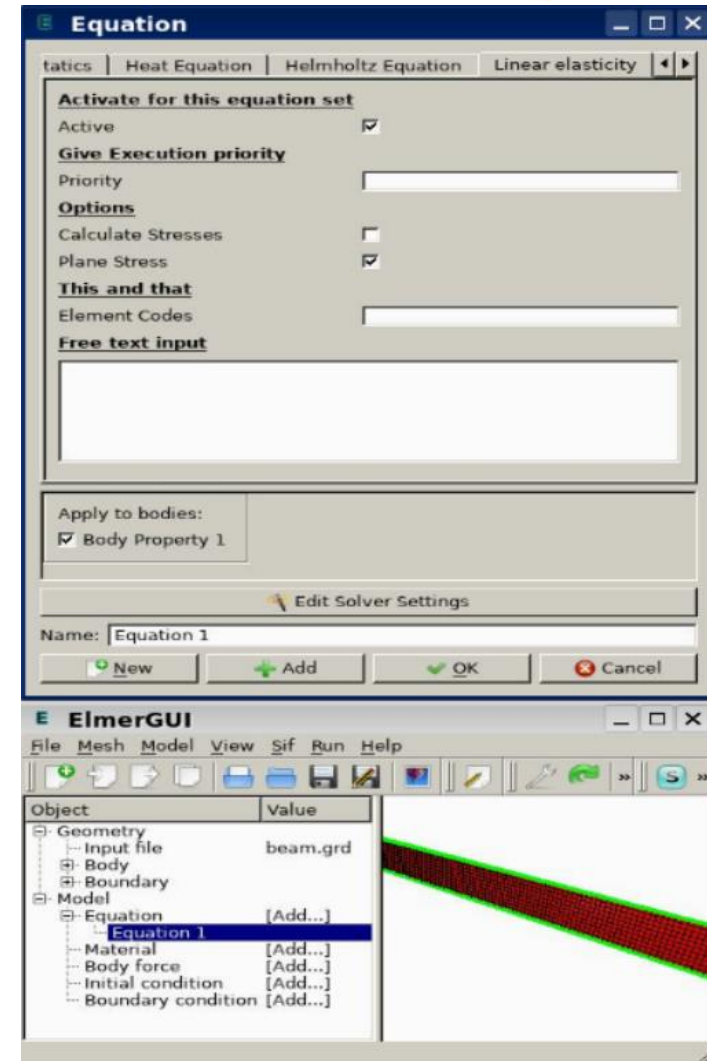 Equation
tatics Heat Equation Helmholtz Equation Linear elasticity
Activate for this equation set
Active
Give Execution priority
Priority
Options
Calculate Stresses
Plane Stress
This and that
Element Codes
Free text input
Apply to bodies:
Body Property 1
Edit Solver Settings
Name: Equation 1
New Add OK Cancel
E ElmerGUI
File Mesh Model View Sif Run Help
» S »
Object Value
Geometry
Input file beam.grd
Body
Boundary
Model
Equation [Add...]
Equation 1
Material [Add...]
Body force [Add...]
Initial condition [Add...]
Boundary condition [Add...]